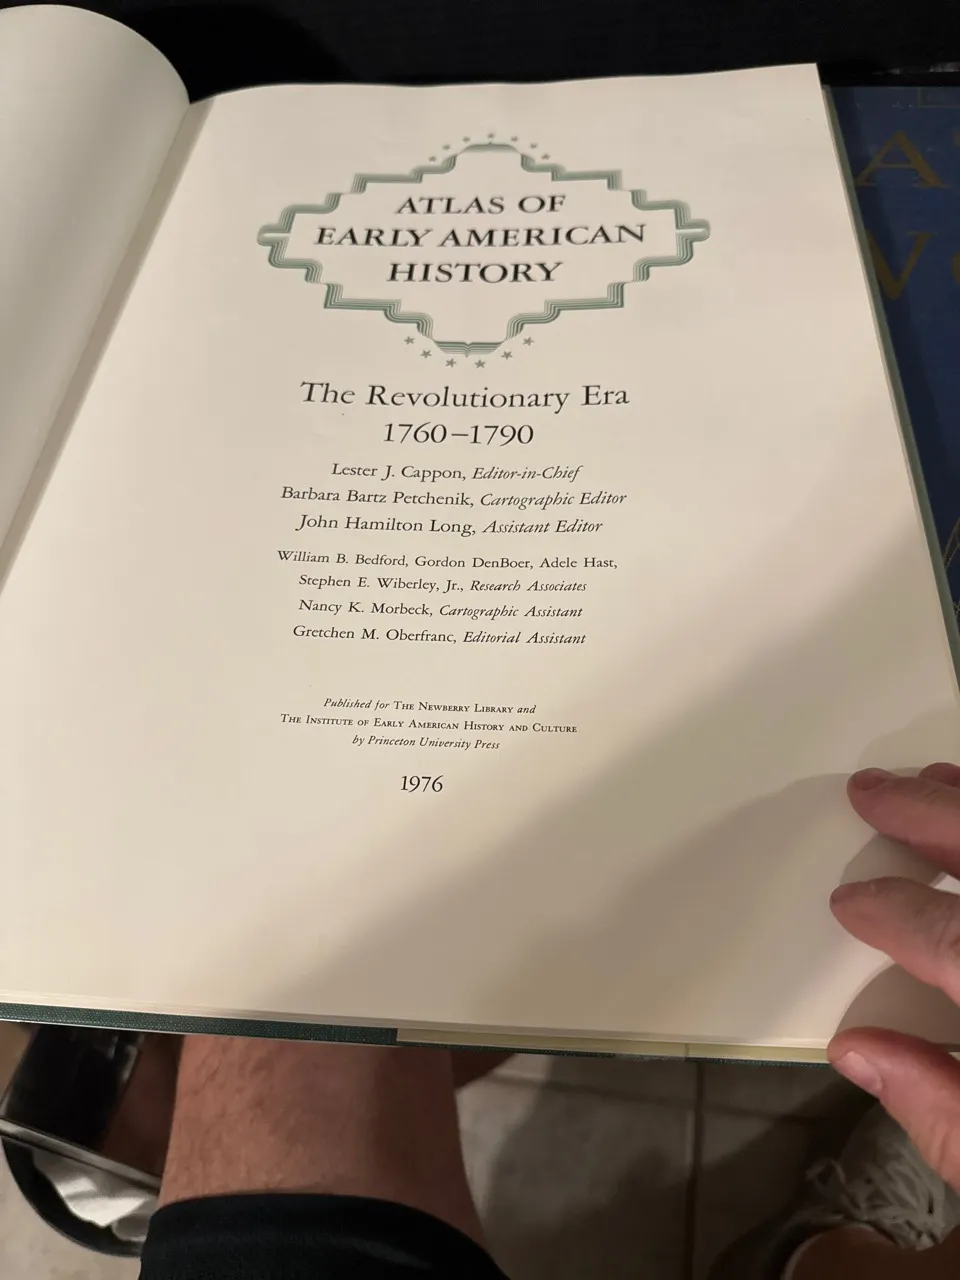 ATLAS OF
EARLY AMERICAN
HISTORY
The Revolutionary Era
1760–1790
Lester J. Cappon, Editor-in-Chief
Barbara Bartz Petchenik, Cartographic Editor
John Hamilton Long, Assistant Editor
William B. Bedford, Gordon DenBoer, Adele Hast,
Stephen E. Wiberley, Jr., Research Associates
Nancy K. Morbeck, Cartographic Assistant
Gretchen M. Oberfranc, Editorial Assistant
Published for THE NEWBERRY LIBRARY and
THE INSTITUTE OF EARLY AMERICAN HISTORY AND CULTURE
by Princeton University Press
1976